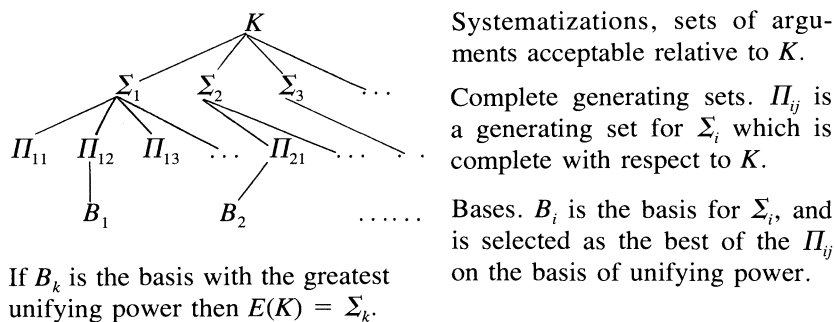 K
Σ₁ Σ₂ Σ₃ ...
Π₁₁ Π₁₂ Π₁₃ ... Π₂₁ ... . .
B₁ B₂ ......
If Bₖ is the basis with the greatest
unifying power then E(K) = Σₖ.
Systematizations, sets of argu-
ments acceptable relative to K.
Complete generating sets. Πᵢⱼ is
a generating set for Σᵢ which is
complete with respect to K.
Bases. Bᵢ is the basis for Σᵢ, and
is selected as the best of the Πᵢⱼ
on the basis of unifying power.